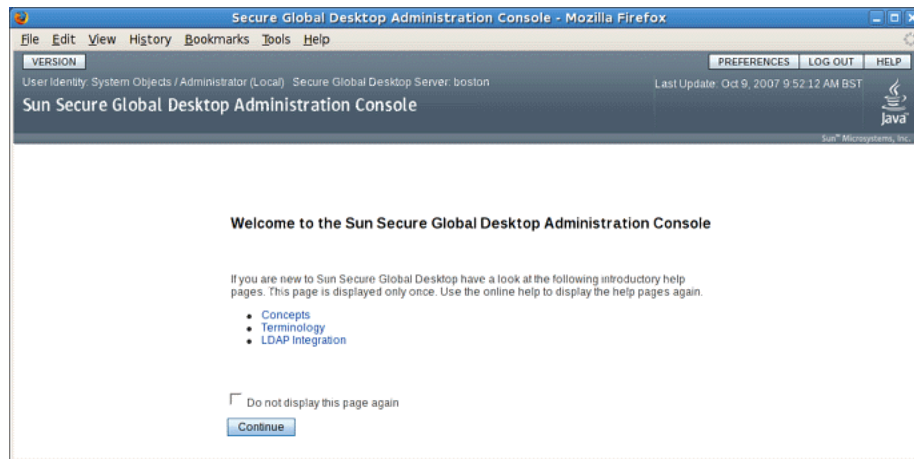 Secure Global Desktop Administration Console - Mozilla Firefox
File Edit View History Bookmarks Tools Help
VERSION PREFERENCES LOG OUT HELP
User Identity: System Objects / Administrator (Local) Secure Global Desktop Server: boston Last Update: Oct 9, 2007 9:52:12 AM BST
Sun Secure Global Desktop Administration Console
Java
Sun™ Microsystems, Inc.
Welcome to the Sun Secure Global Desktop Administration Console
If you are new to Sun Secure Global Desktop have a look at the following introductory help
pages. This page is displayed only once. Use the online help to display the help pages again.
Concepts
Terminology
LDAP Integration
Do not display this page again
Continue